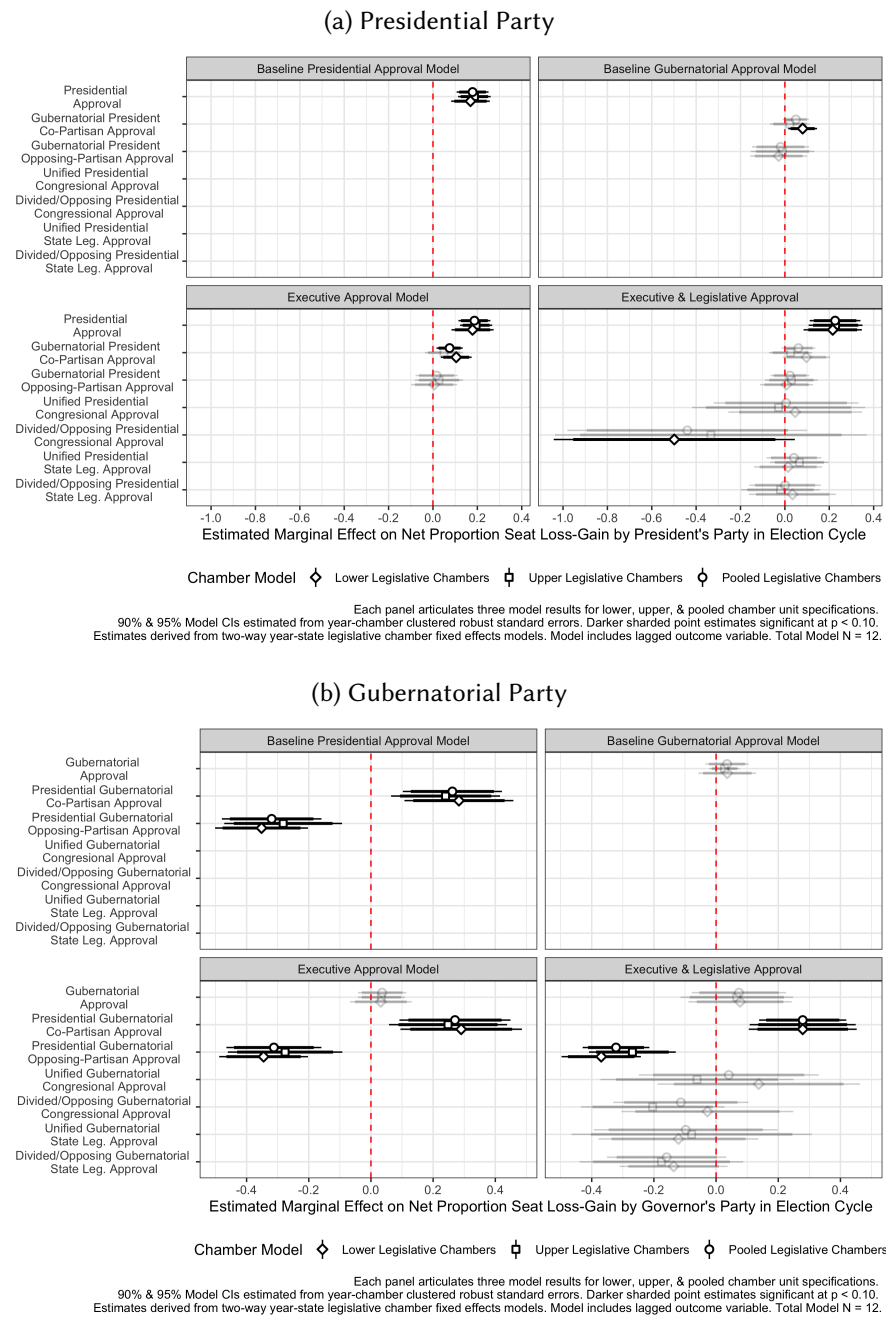 (a) Presidential Party
Baseline Presidential Approval Model
Baseline Gubernatorial Approval Model
Presidential
Approval
Gubernatorial President
Co-Partisan Approval
Gubernatorial President
Opposing-Partisan Approval
Unified Presidential
Congresional Approval
Divided/Opposing Presidential
Congressional Approval
Unified Presidential
State Leg. Approval
Divided/Opposing Presidential
State Leg. Approval
Executive Approval Model
Executive & Legislative Approval
Presidential
Approval
Gubernatorial President
Co-Partisan Approval
Gubernatorial President
Opposing-Partisan Approval
Unified Presidential
Congresional Approval
Divided/Opposing Presidential
Congressional Approval
Unified Presidential
State Leg. Approval
Divided/Opposing Presidential
State Leg. Approval
-1.0 -0.8 -0.6 -0.4 -0.2 0.0 0.2 0.4 -1.0 -0.8 -0.6 -0.4 -0.2 0.0 0.2 0.4
Estimated Marginal Effect on Net Proportion Seat Loss-Gain by President's Party in Election Cycle
Chamber Model Lower Legislative Chambers Upper Legislative Chambers Pooled Legislative Chambers
Each panel articulates three model results for lower, upper, & pooled chamber unit specifications.
90% & 95% Model CIs estimated from year-chamber clustered robust standard errors. Darker sharded point estimates significant at p < 0.10.
Estimates derived from two-way year-state legislative chamber fixed effects models. Model includes lagged outcome variable. Total Model N = 12.
(b) Gubernatorial Party
Baseline Presidential Approval Model
Baseline Gubernatorial Approval Model
Gubernatorial
Approval
Presidential Gubernatorial
Co-Partisan Approval
Presidential Gubernatorial
Opposing-Partisan Approval
Unified Gubernatorial
Congresional Approval
Divided/Opposing Gubernatorial
Congressional Approval
Unified Gubernatorial
State Leg. Approval
Divided/Opposing Gubernatorial
State Leg. Approval
Executive Approval Model
Executive & Legislative Approval
Gubernatorial
Approval
Presidential Gubernatorial
Co-Partisan Approval
Presidential Gubernatorial
Opposing-Partisan Approval
Unified Gubernatorial
Congresional Approval
Divided/Opposing Gubernatorial
Congressional Approval
Unified Gubernatorial
State Leg. Approval
Divided/Opposing Gubernatorial
State Leg. Approval
-0.4 -0.2 0.0 0.2 0.4 -0.4 -0.2 0.0 0.2 0.4
Estimated Marginal Effect on Net Proportion Seat Loss-Gain by Governor's Party in Election Cycle
Chamber Model Lower Legislative Chambers Upper Legislative Chambers Pooled Legislative Chambers
Each panel articulates three model results for lower, upper, & pooled chamber unit specifications.
90% & 95% Model CIs estimated from year-chamber clustered robust standard errors. Darker sharded point estimates significant at p < 0.10.
Estimates derived from two-way year-state legislative chamber fixed effects models. Model includes lagged outcome variable. Total Model N = 12.